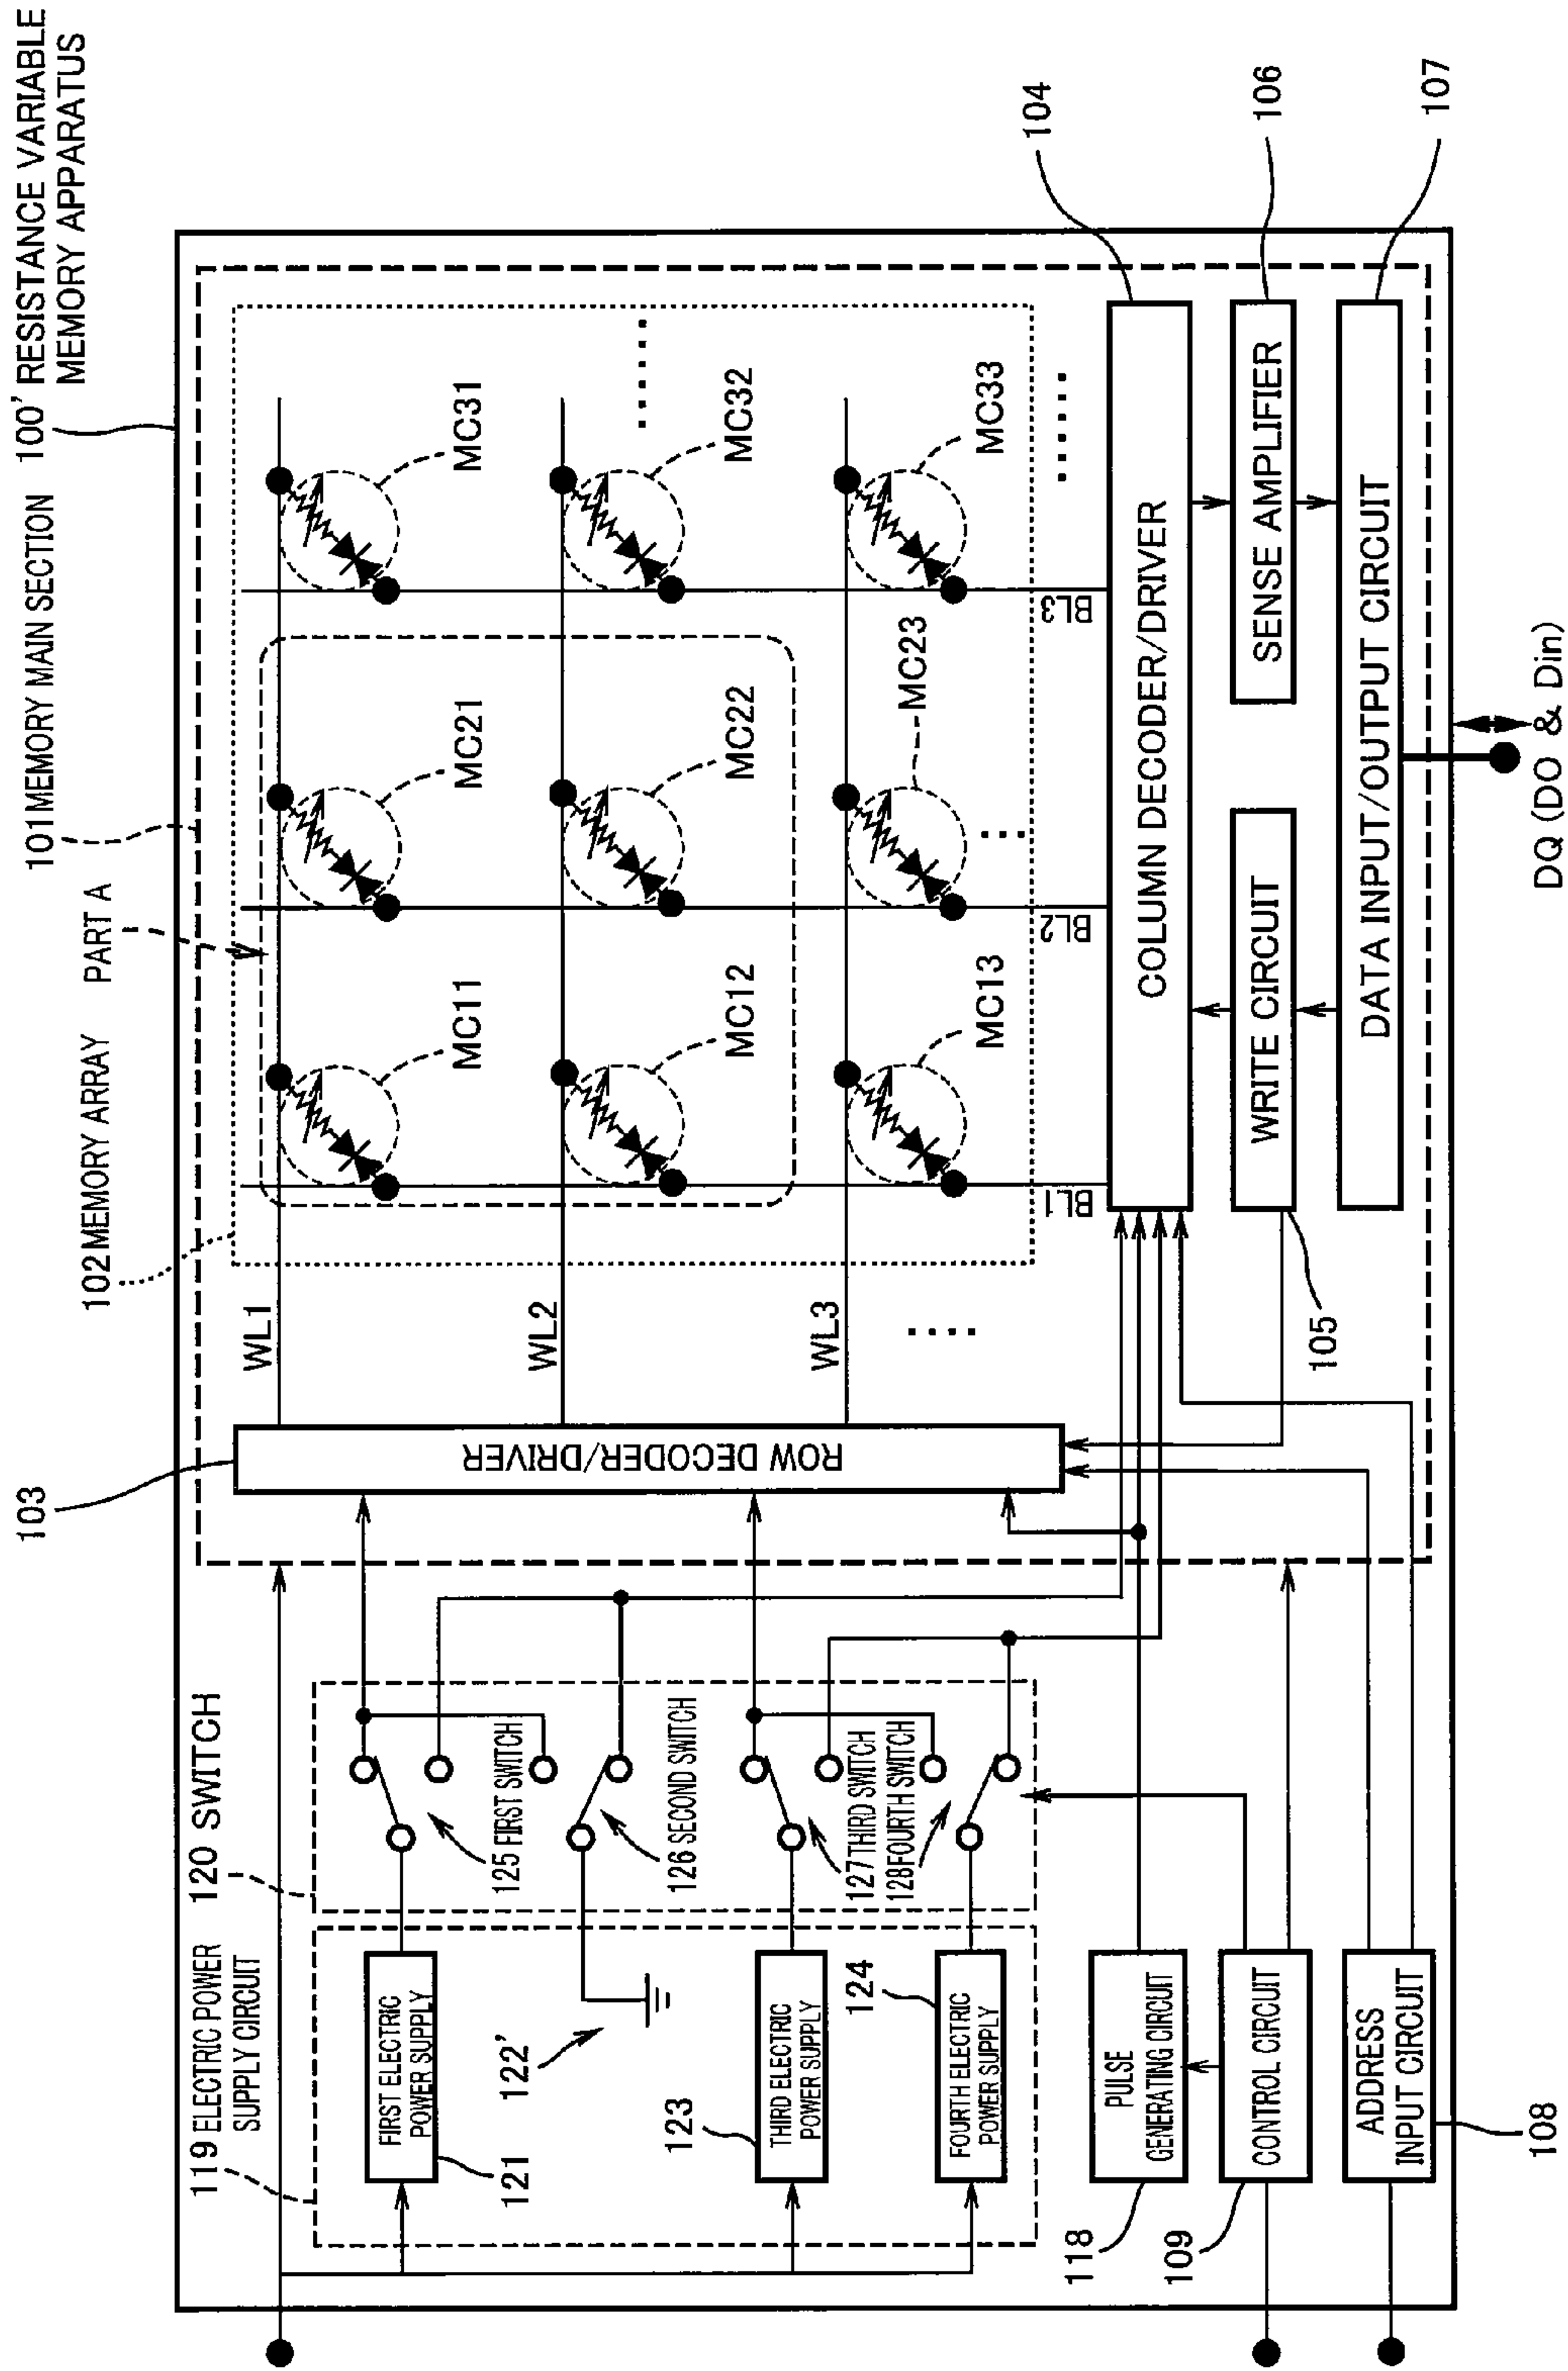 100' RESISTANCE VARIABLE
MEMORY APPARATUS
101 MEMORY MAIN SECTION
102 MEMORY ARRAY
PART A
103
WL1
WL2
WL3
ROW DECODER/DRIVER
MC11
MC21
MC31
MC12
MC22
MC32
MC13
MC23
MC33
BL1
BL2
BL3
COLUMN DECODER/DRIVER
104
WRITE CIRCUIT
105
SENSE AMPLIFIER
106
DATA INPUT/OUTPUT CIRCUIT
107
DQ (DO & Din)
119 ELECTRIC POWER
SUPPLY CIRCUIT
120 SWITCH
FIRST ELECTRIC
POWER SUPPLY
121
122'
THIRD ELECTRIC
POWER SUPPLY
123
FOURTH ELECTRIC
POWER SUPPLY
124
125 FIRST SWITCH
126 SECOND SWITCH
127 THIRD SWITCH
128 FOURTH SWITCH
PULSE
GENERATING CIRCUIT
118
CONTROL CIRCUIT
109
ADDRESS
INPUT CIRCUIT
108